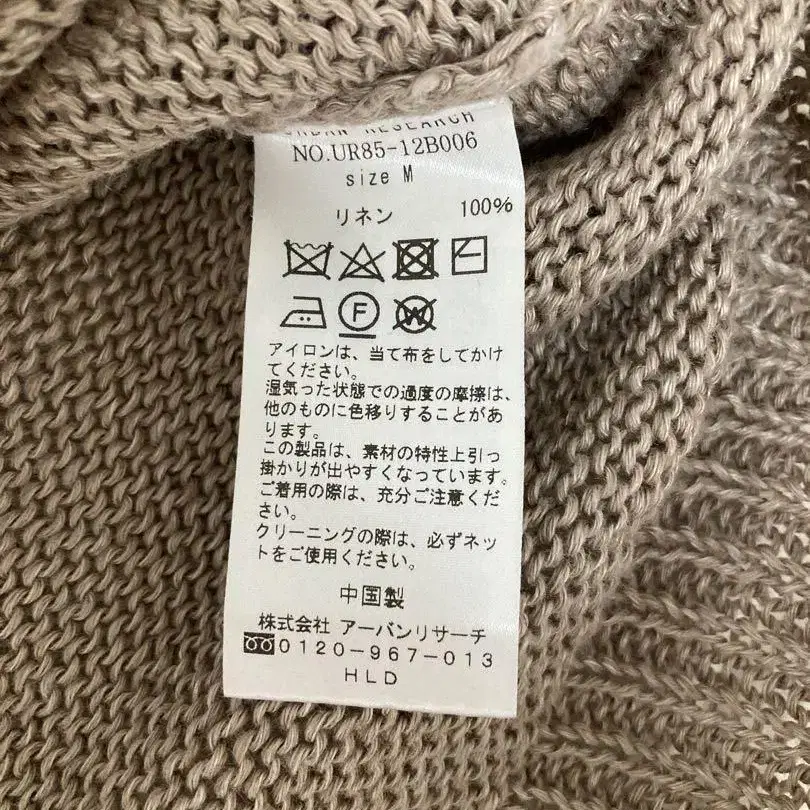 URBAN RESEARCH
NO.UR85-12B006
size M
リネン 100%
アイロンは、当て布をしてかけ
てください。
湿気った状態での過度の摩擦は、
他のものに色移りすることがあ
ります。
この製品は、素材の特性上引っ
掛かりが出やすくなっています。
ご着用の際は、充分ご注意くだ
さい。
クリーニングの際は、必ずネッ
トをご使用ください。
中国製
株式会社 アーバンリサーチ
0120-967-013
HLD